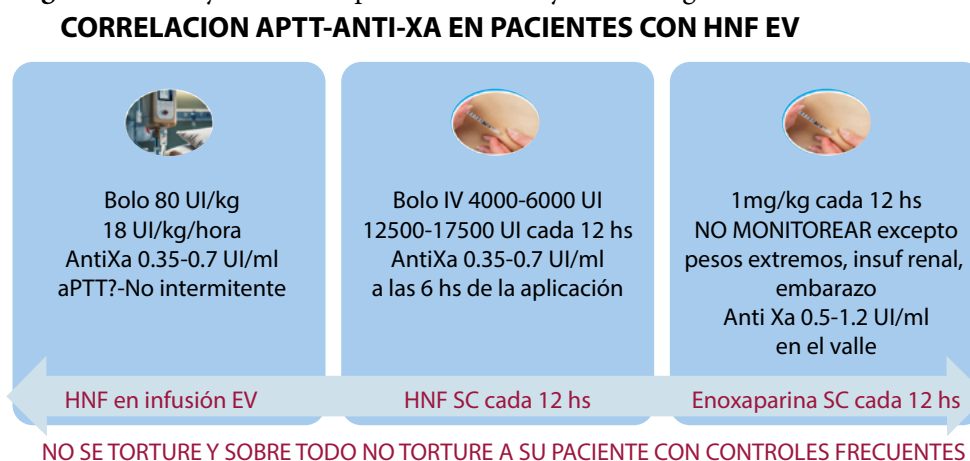 CORRELACION APTT-ANTI-XA EN PACIENTES CON HNF EV
Bolo 80 UI/kg
18 UI/kg/hora
AntiXa 0.35-0.7 UI/ml
aPTT?-No intermitente
HNF en infusión EV
Bolo IV 4000-6000 UI
12500-17500 UI cada 12 hs
AntiXa 0.35-0.7 UI/ml
a las 6 hs de la aplicación
HNF SC cada 12 hs
1mg/kg cada 12 hs
NO MONITOREAR excepto
pesos extremos, insuf renal,
embarazo
Anti Xa 0.5-1.2 UI/ml
en el valle
Enoxaparina SC cada 12 hs
NO SE TORTURE Y SOBRE TODO NO TORTURE A SU PACIENTE CON CONTROLES FRECUENTES